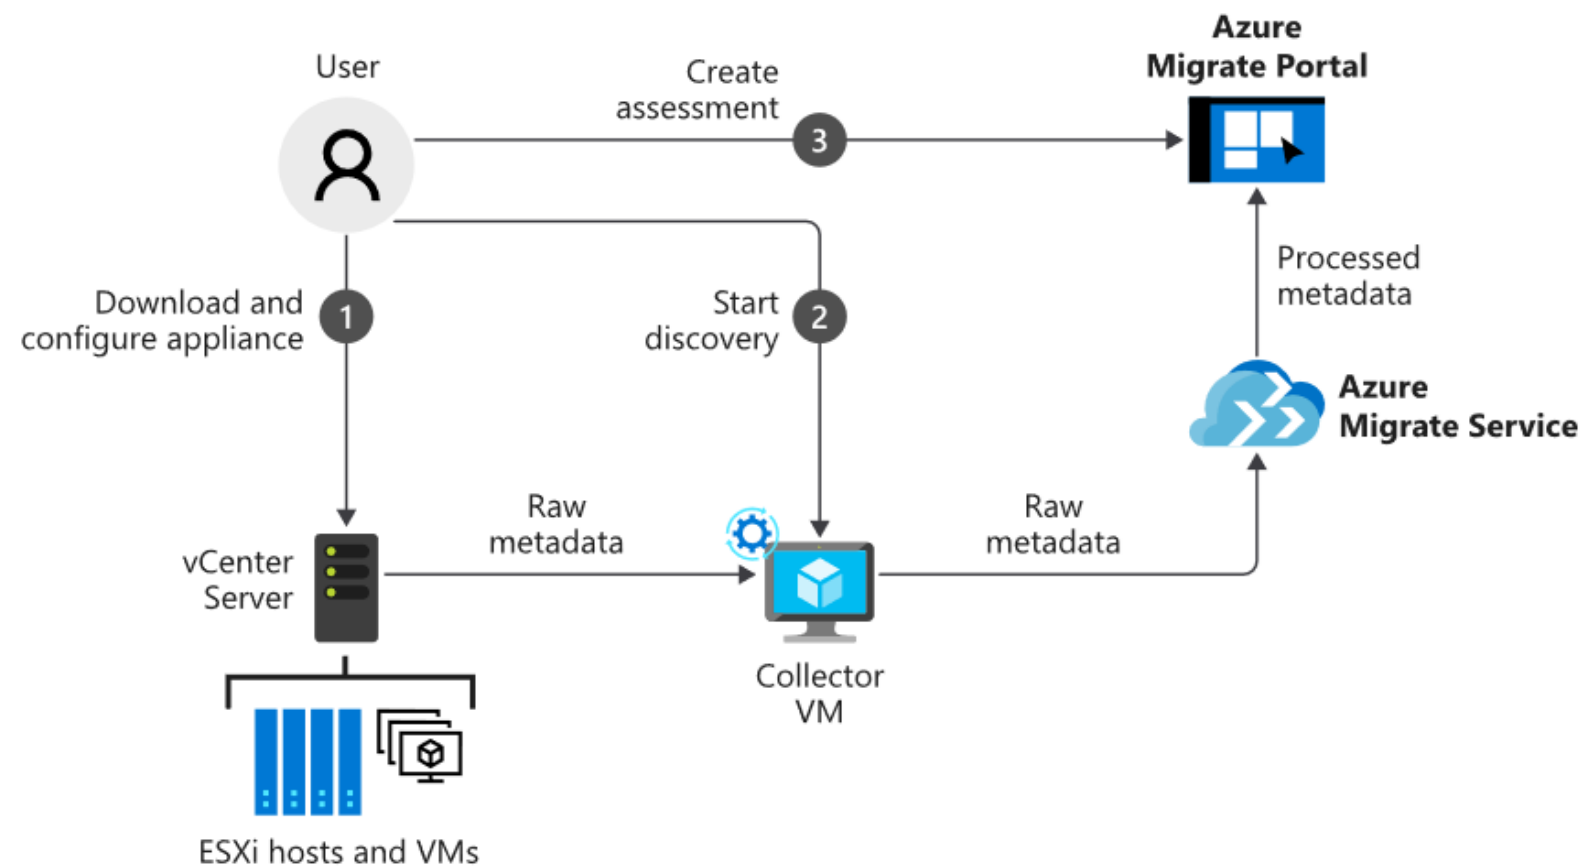 User
Create
assessment
3
Azure
Migrate Portal
Download and
configure appliance
1
Start
discovery
2
Processed
metadata
Azure
Migrate Service
vCenter
Server
Raw
metadata
Raw
metadata
Collector
VM
ESXi hosts and VMs